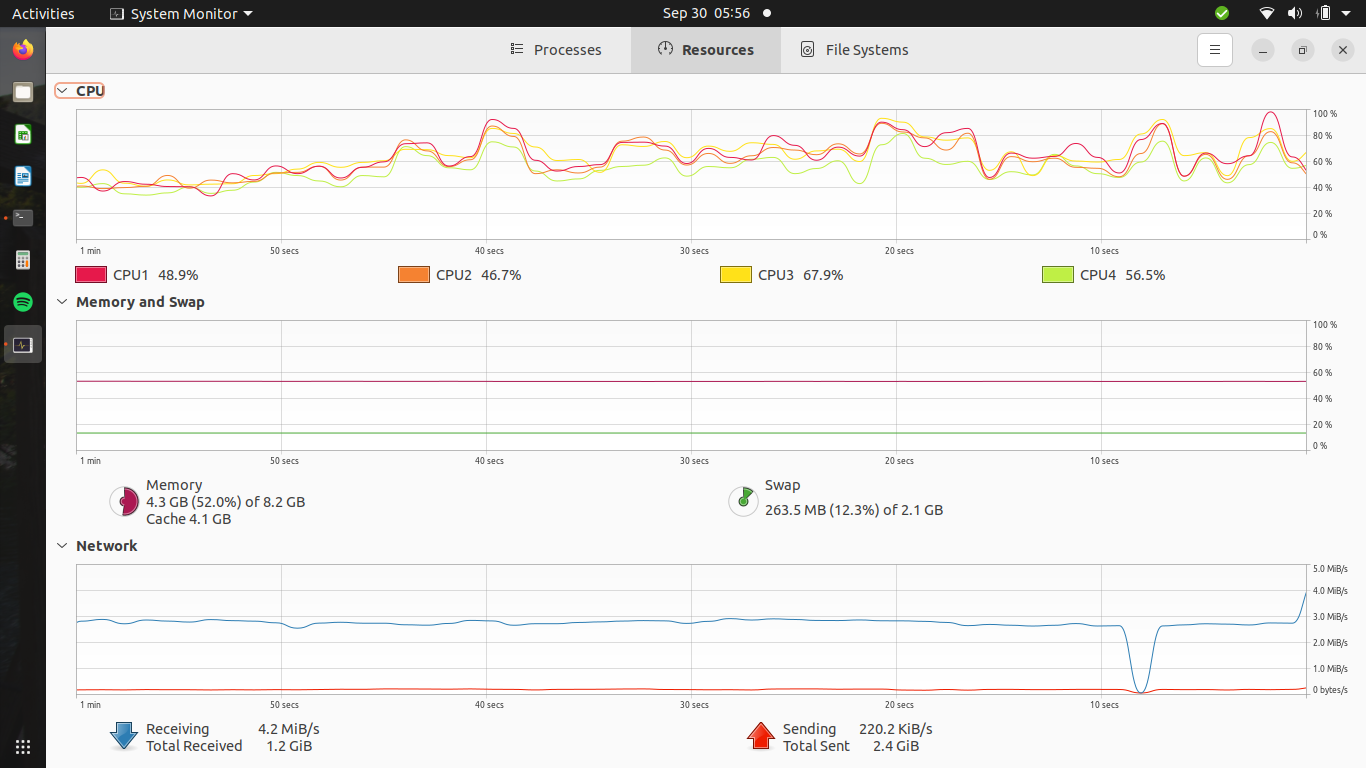 Activities System Monitor Sep 30 05:56
Processes Resources File Systems
CPU
100 %
80 %
60 %
40 %
20 %
0 %
1 min 50 secs 40 secs 30 secs 20 secs 10 secs
CPU1 48.9% CPU2 46.7% CPU3 67.9% CPU4 56.5%
Memory and Swap
100 %
80 %
60 %
40 %
20 %
0 %
1 min 50 secs 40 secs 30 secs 20 secs 10 secs
Memory
4.3 GB (52.0%) of 8.2 GB
Cache 4.1 GB
Swap
263.5 MB (12.3%) of 2.1 GB
Network
5.0 MiB/s
4.0 MiB/s
3.0 MiB/s
2.0 MiB/s
1.0 MiB/s
0 bytes/s
1 min 50 secs 40 secs 30 secs 20 secs 10 secs
Receiving 4.2 MiB/s
Total Received 1.2 GiB
Sending 220.2 KiB/s
Total Sent 2.4 GiB